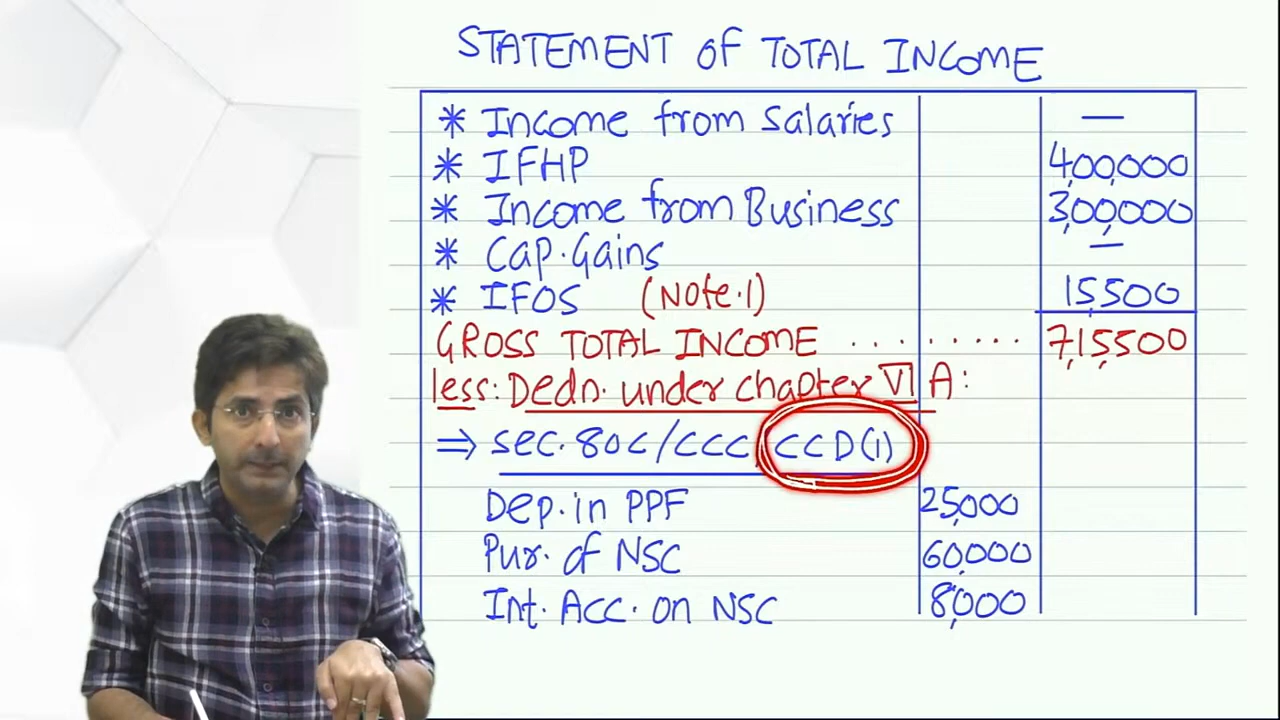 STATEMENT OF TOTAL INCOME
* Income from Salaries —
* IFHP 4,00,000
* Income from Business 3,00,000
* Cap. Gains —
* IFOS (Note.1) 15,500
GROSS TOTAL INCOME ......... 7,15,500
less: Dedn. under chapter VI A:
⇒ Sec. 80C/CCC CCD(1)
Dep. in PPF 25,000
Pur. of NSC 60,000
Int. Acc. on NSC 8,000